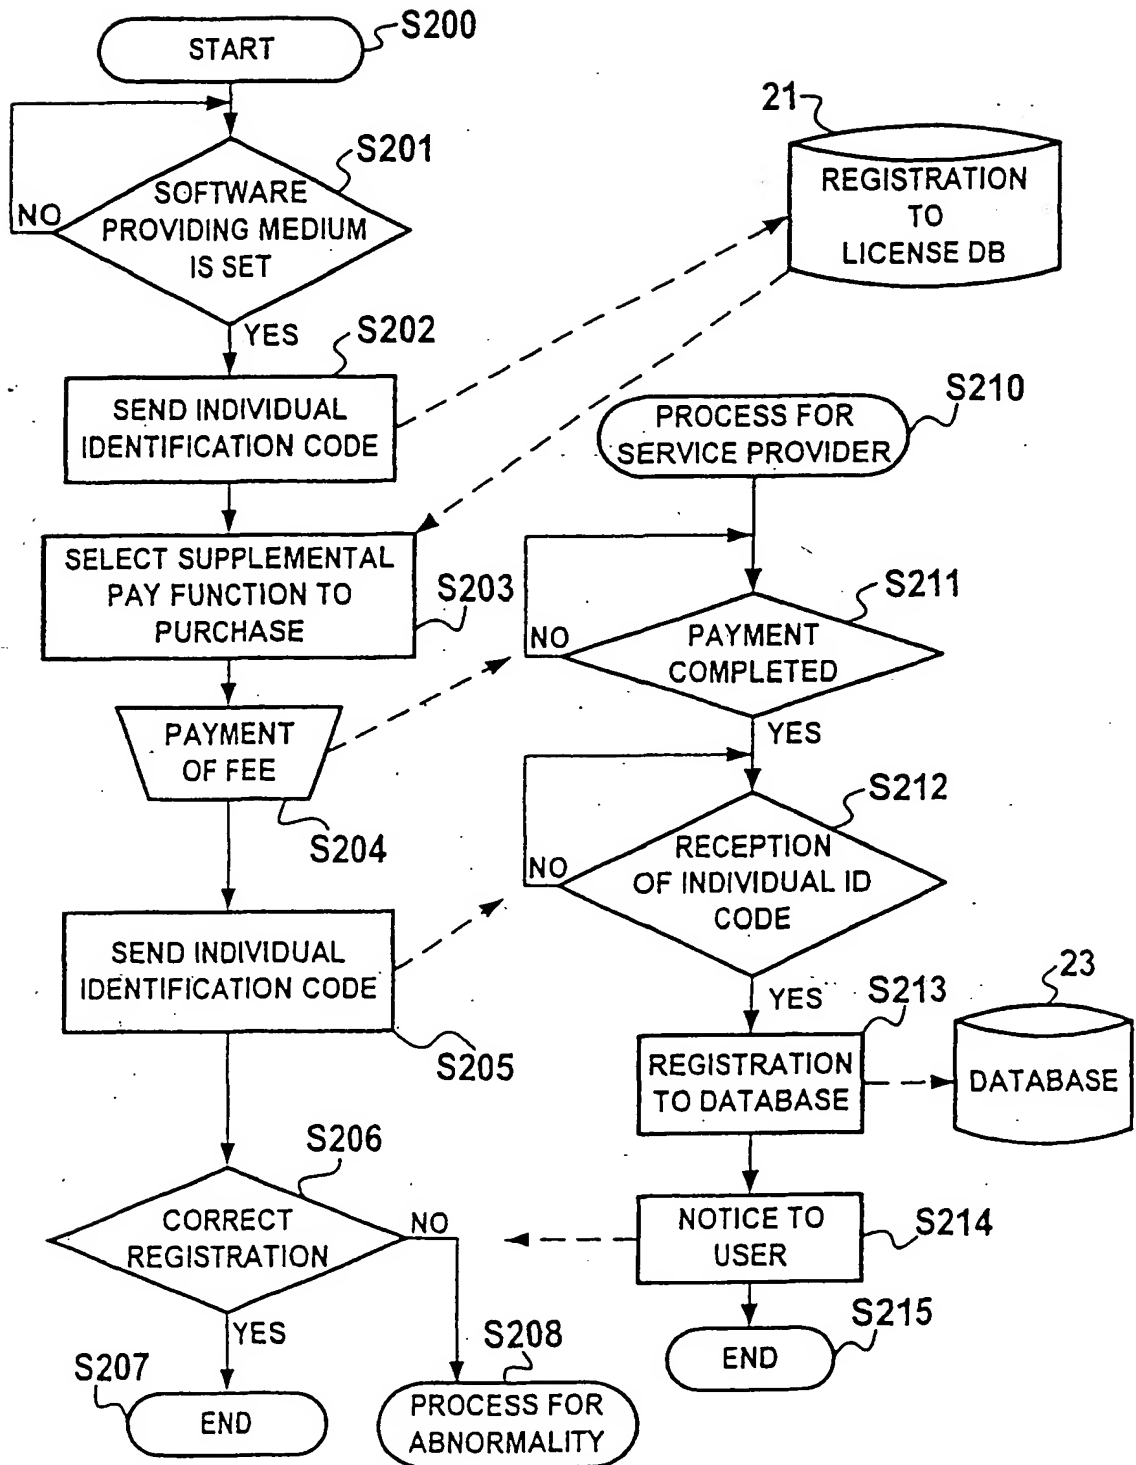 START
S200
S201
SOFTWARE
PROVIDING MEDIUM
IS SET
NO
YES
S202
SEND INDIVIDUAL
IDENTIFICATION CODE
21
REGISTRATION
TO
LICENSE DB
SELECT SUPPLEMENTAL
PAY FUNCTION TO
PURCHASE
S203
PAYMENT
OF FEE
S204
SEND INDIVIDUAL
IDENTIFICATION CODE
S205
S206
CORRECT
REGISTRATION
NO
YES
S207
END
S208
PROCESS FOR
ABNORMALITY
S210
PROCESS FOR
SERVICE PROVIDER
S211
PAYMENT
COMPLETED
NO
YES
S212
RECEPTION
OF INDIVIDUAL ID
CODE
NO
YES
S213
REGISTRATION
TO DATABASE
23
DATABASE
NOTICE TO
USER
S214
S215
END